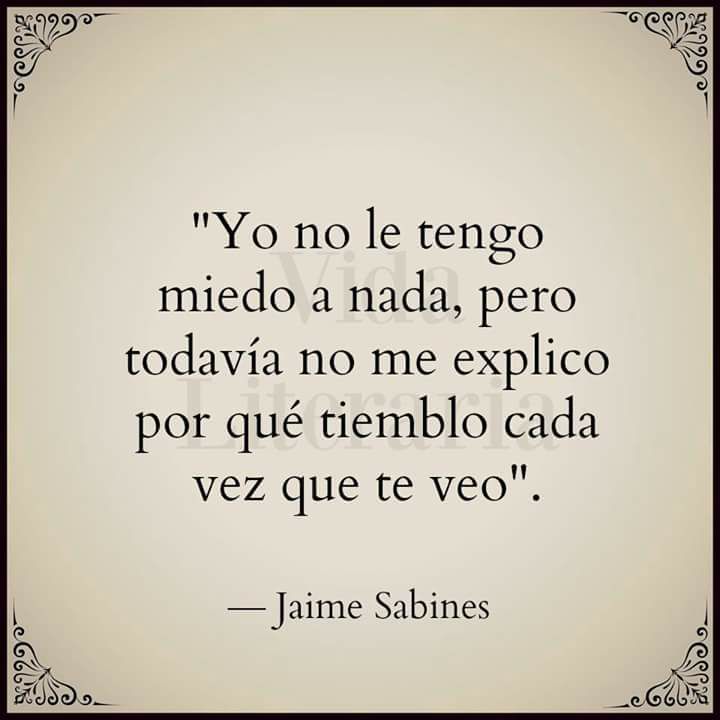 "Yo no le tengo
miedo a nada, pero
todavía no me explico
por qué tiemblo cada
vez que te veo".
— Jaime Sabines
Vida
Literaria